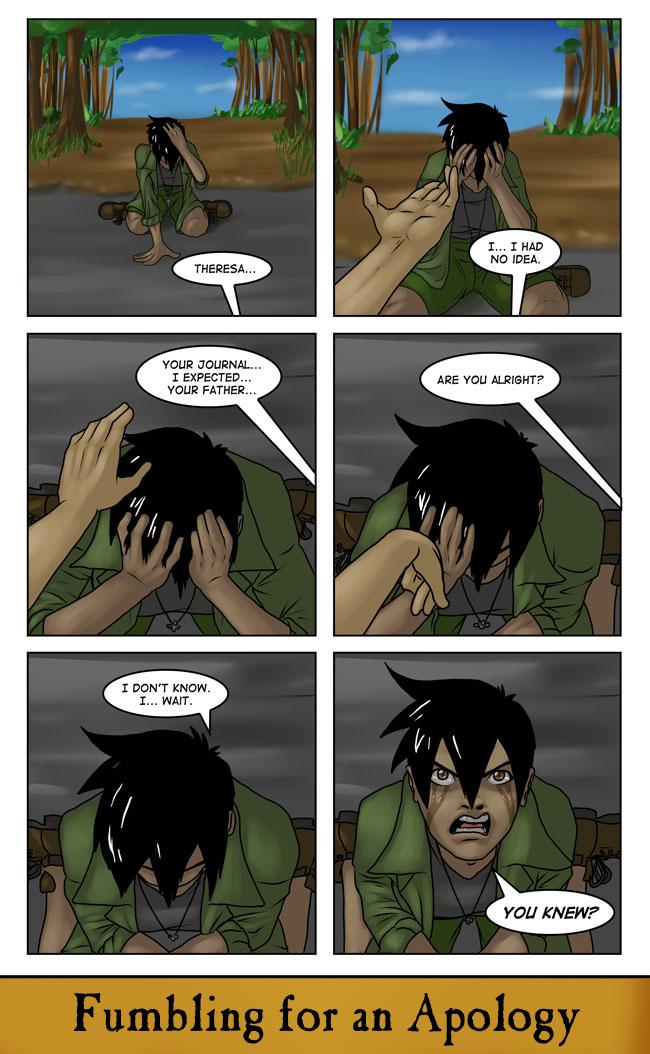 THERESA...
I... I HAD
NO IDEA.
YOUR JOURNAL...
I EXPECTED...
YOUR FATHER...
ARE YOU ALRIGHT?
I DON'T KNOW.
I... WAIT.
YOU KNEW?
Fumbling for an Apology